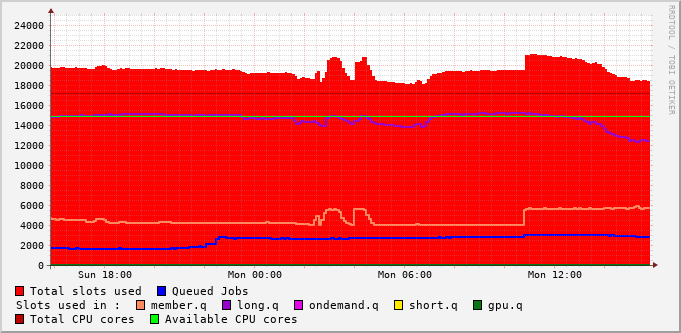 24000
22000
20000
18000
16000
14000
12000
10000
8000
6000
4000
2000
0
Sun 18:00 Mon 00:00 Mon 06:00 Mon 12:00
RRDTOOL / TOBI OETIKER
Total slots used Queued Jobs
Slots used in : member.q long.q ondemand.q short.q gpu.q
Total CPU cores Available CPU cores